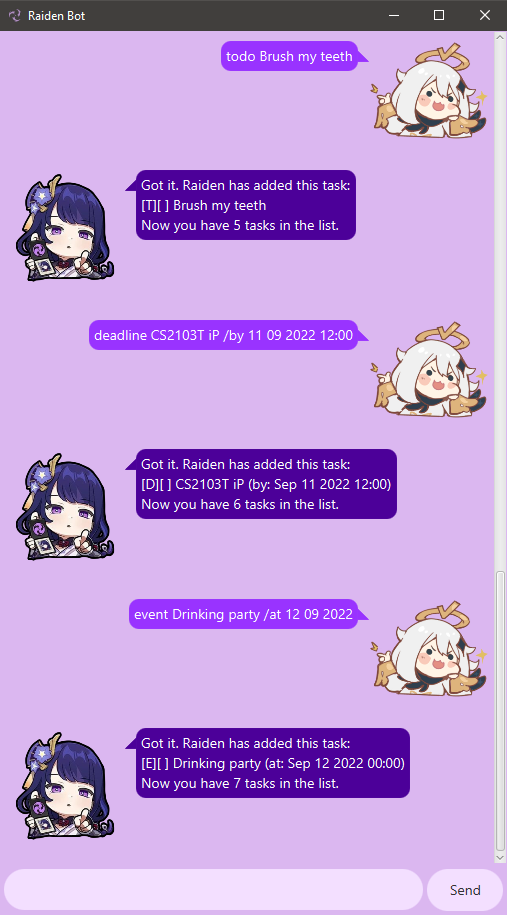 Raiden Bot
todo Brush my teeth
Got it. Raiden has added this task:
[T][ ] Brush my teeth
Now you have 5 tasks in the list.
deadline CS2103T iP /by 11 09 2022 12:00
Got it. Raiden has added this task:
[D][ ] CS2103T iP (by: Sep 11 2022 12:00)
Now you have 6 tasks in the list.
event Drinking party /at 12 09 2022
Got it. Raiden has added this task:
[E][ ] Drinking party (at: Sep 12 2022 00:00)
Now you have 7 tasks in the list.
Send